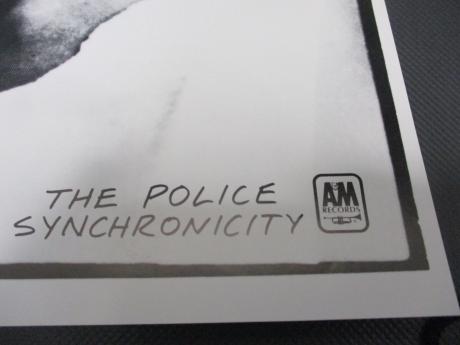 THE POLICE
SYNCHRONICITY
A&M
RECORDS